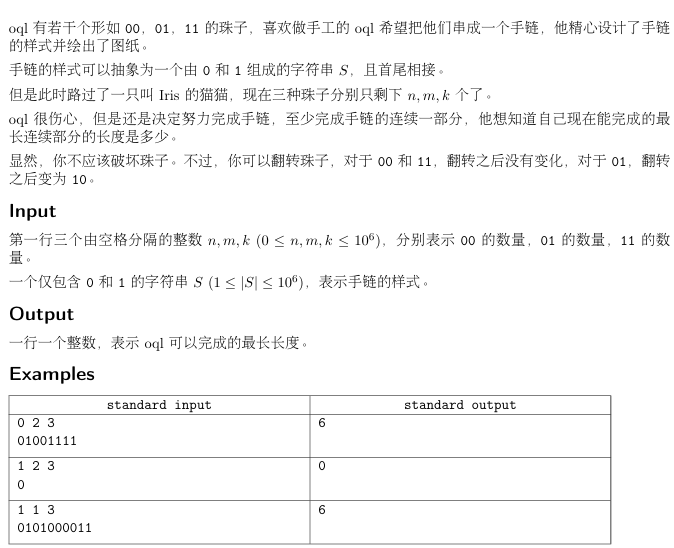 oql 有若干个形如 00，01，11 的珠子，喜欢做手工的 oql 希望把他们串成一个手链，他精心设计了手链
的样式并绘出了图纸。
手链的样式可以抽象为一个由 0 和 1 组成的字符串 S，且首尾相接。
但是此时路过了一只叫 Iris 的猫猫，现在三种珠子分别只剩下 n, m, k 个了。
oql 很伤心，但是还是决定努力完成手链，至少完成手链的连续一部分，他想知道自己现在能完成的最
长连续部分的长度是多少。
显然，你不应该破坏珠子。不过，你可以翻转珠子，对于 00 和 11，翻转之后没有变化，对于 01，翻转
之后变为 10。
Input
第一行三个由空格分隔的整数 n, m, k (0 ≤ n, m, k ≤ 10^6)，分别表示 00 的数量，01 的数量，11 的数
量。
一个仅包含 0 和 1 的字符串 S (1 ≤ |S| ≤ 10^6)，表示手链的样式。
Output
一行一个整数，表示 oql 可以完成的最长长度。
Examples
standard input standard output
0 2 3 6
01001111
1 2 3 0
0
1 1 3 6
0101000011